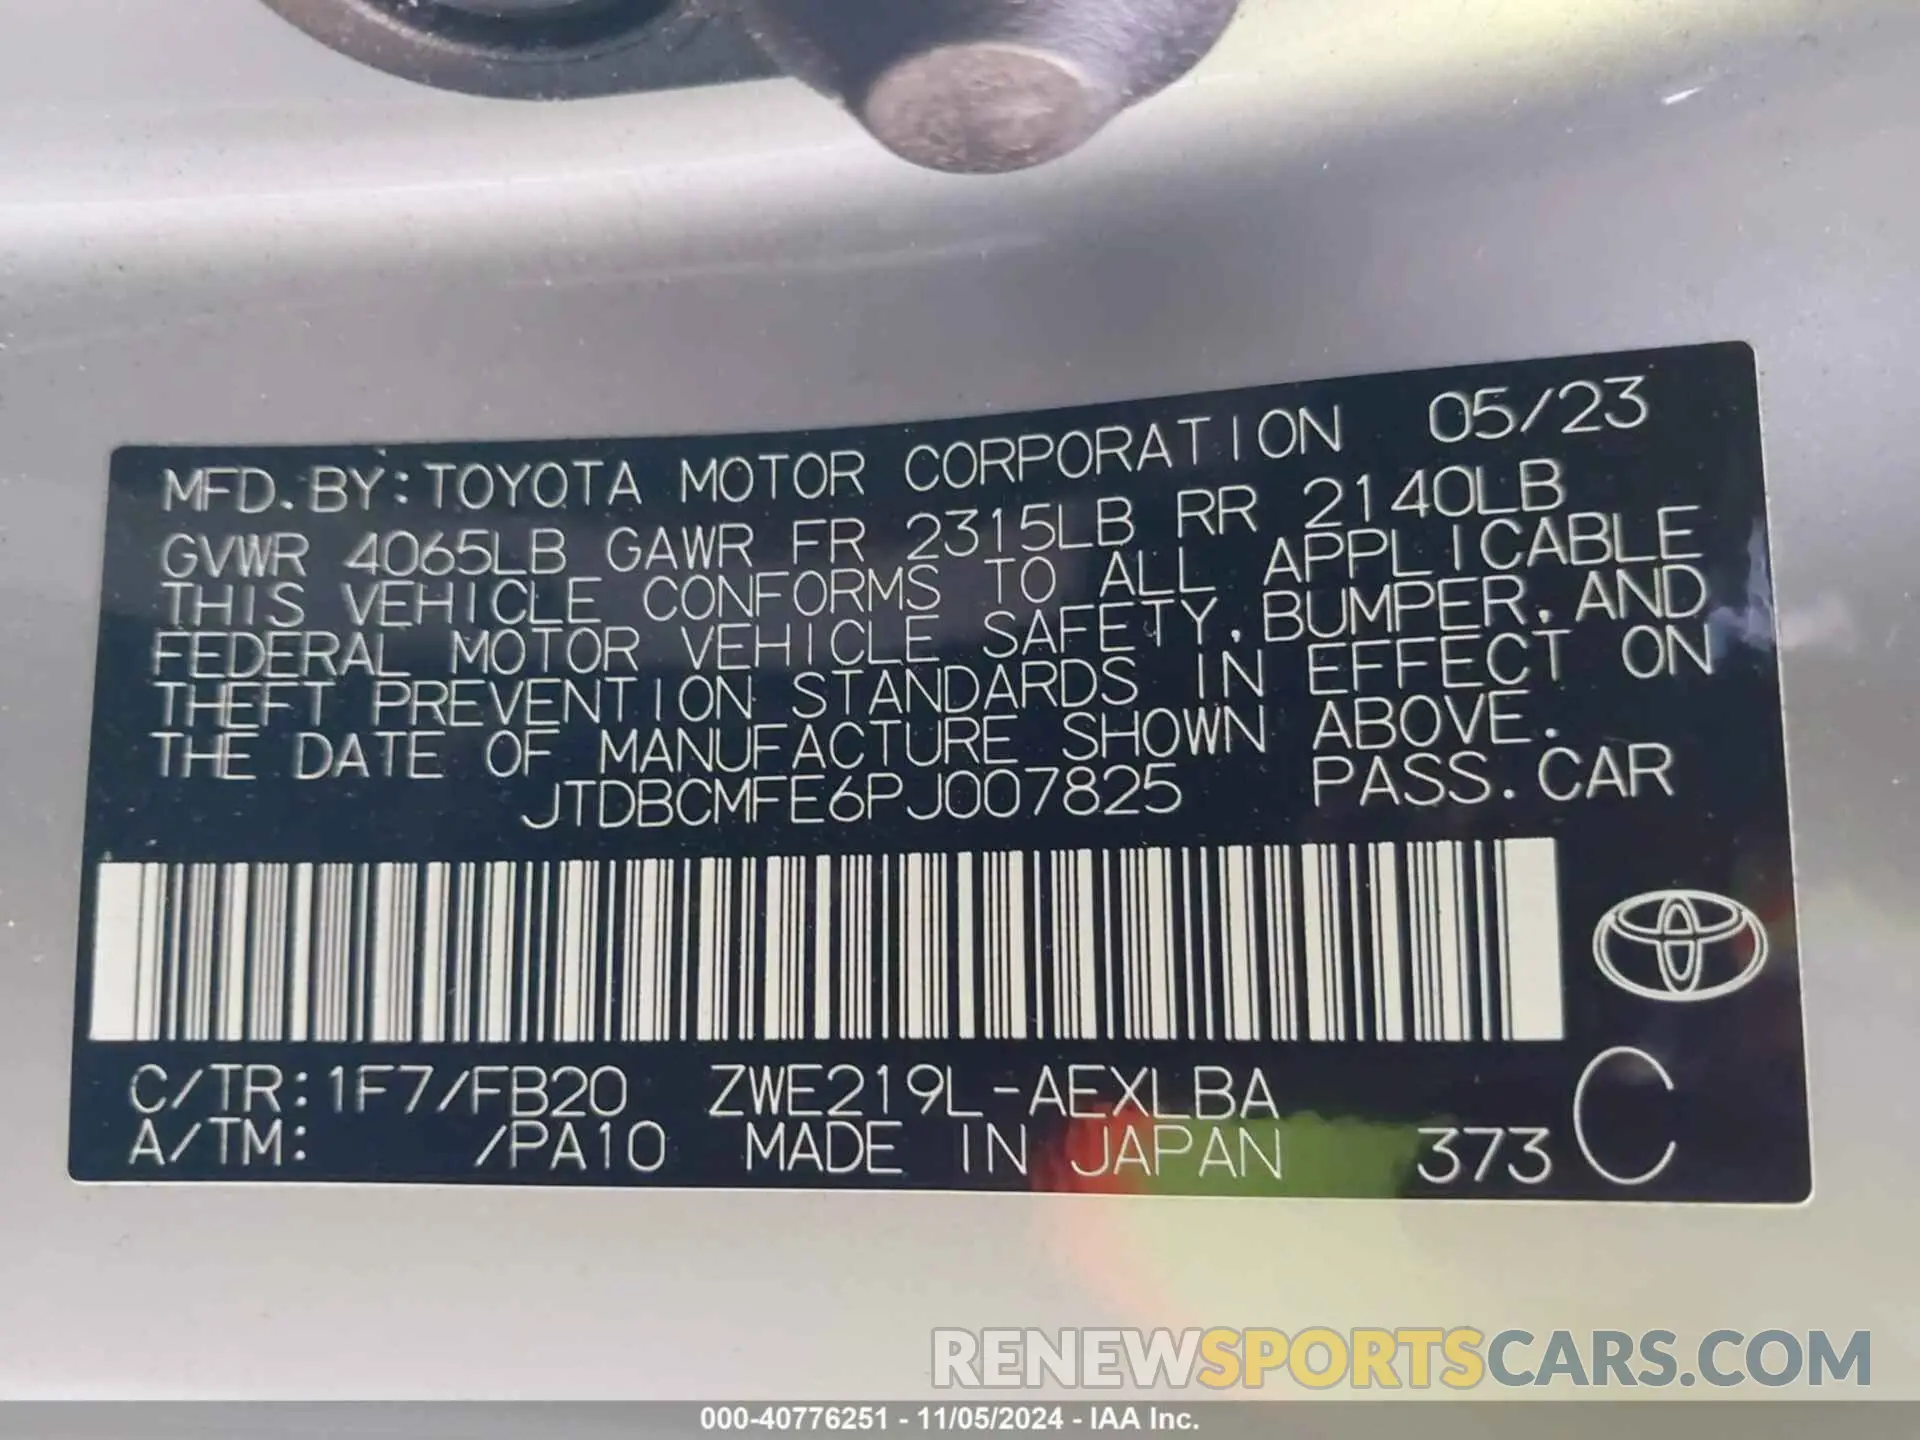 MFD. BY: TOYOTA MOTOR CORPORATION 05/23
GVWR 4065LB GAWR FR 2315LB RR 2140LB
THIS VEHICLE CONFORMS TO ALL APPLICABLE
FEDERAL MOTOR VEHICLE SAFETY, BUMPER, AND
THEFT PREVENTION STANDARDS IN EFFECT ON
THE DATE OF MANUFACTURE SHOWN ABOVE.
JTDBCMFE6PJ007825 PASS. CAR
C/TR: 1F7/FB20 ZWE219L-AEXLBA
A/TM: /PA10 MADE IN JAPAN 373 C
RENEWSPORTSCARS.COM
000-40776251 - 11/05/2024 - IAA Inc.